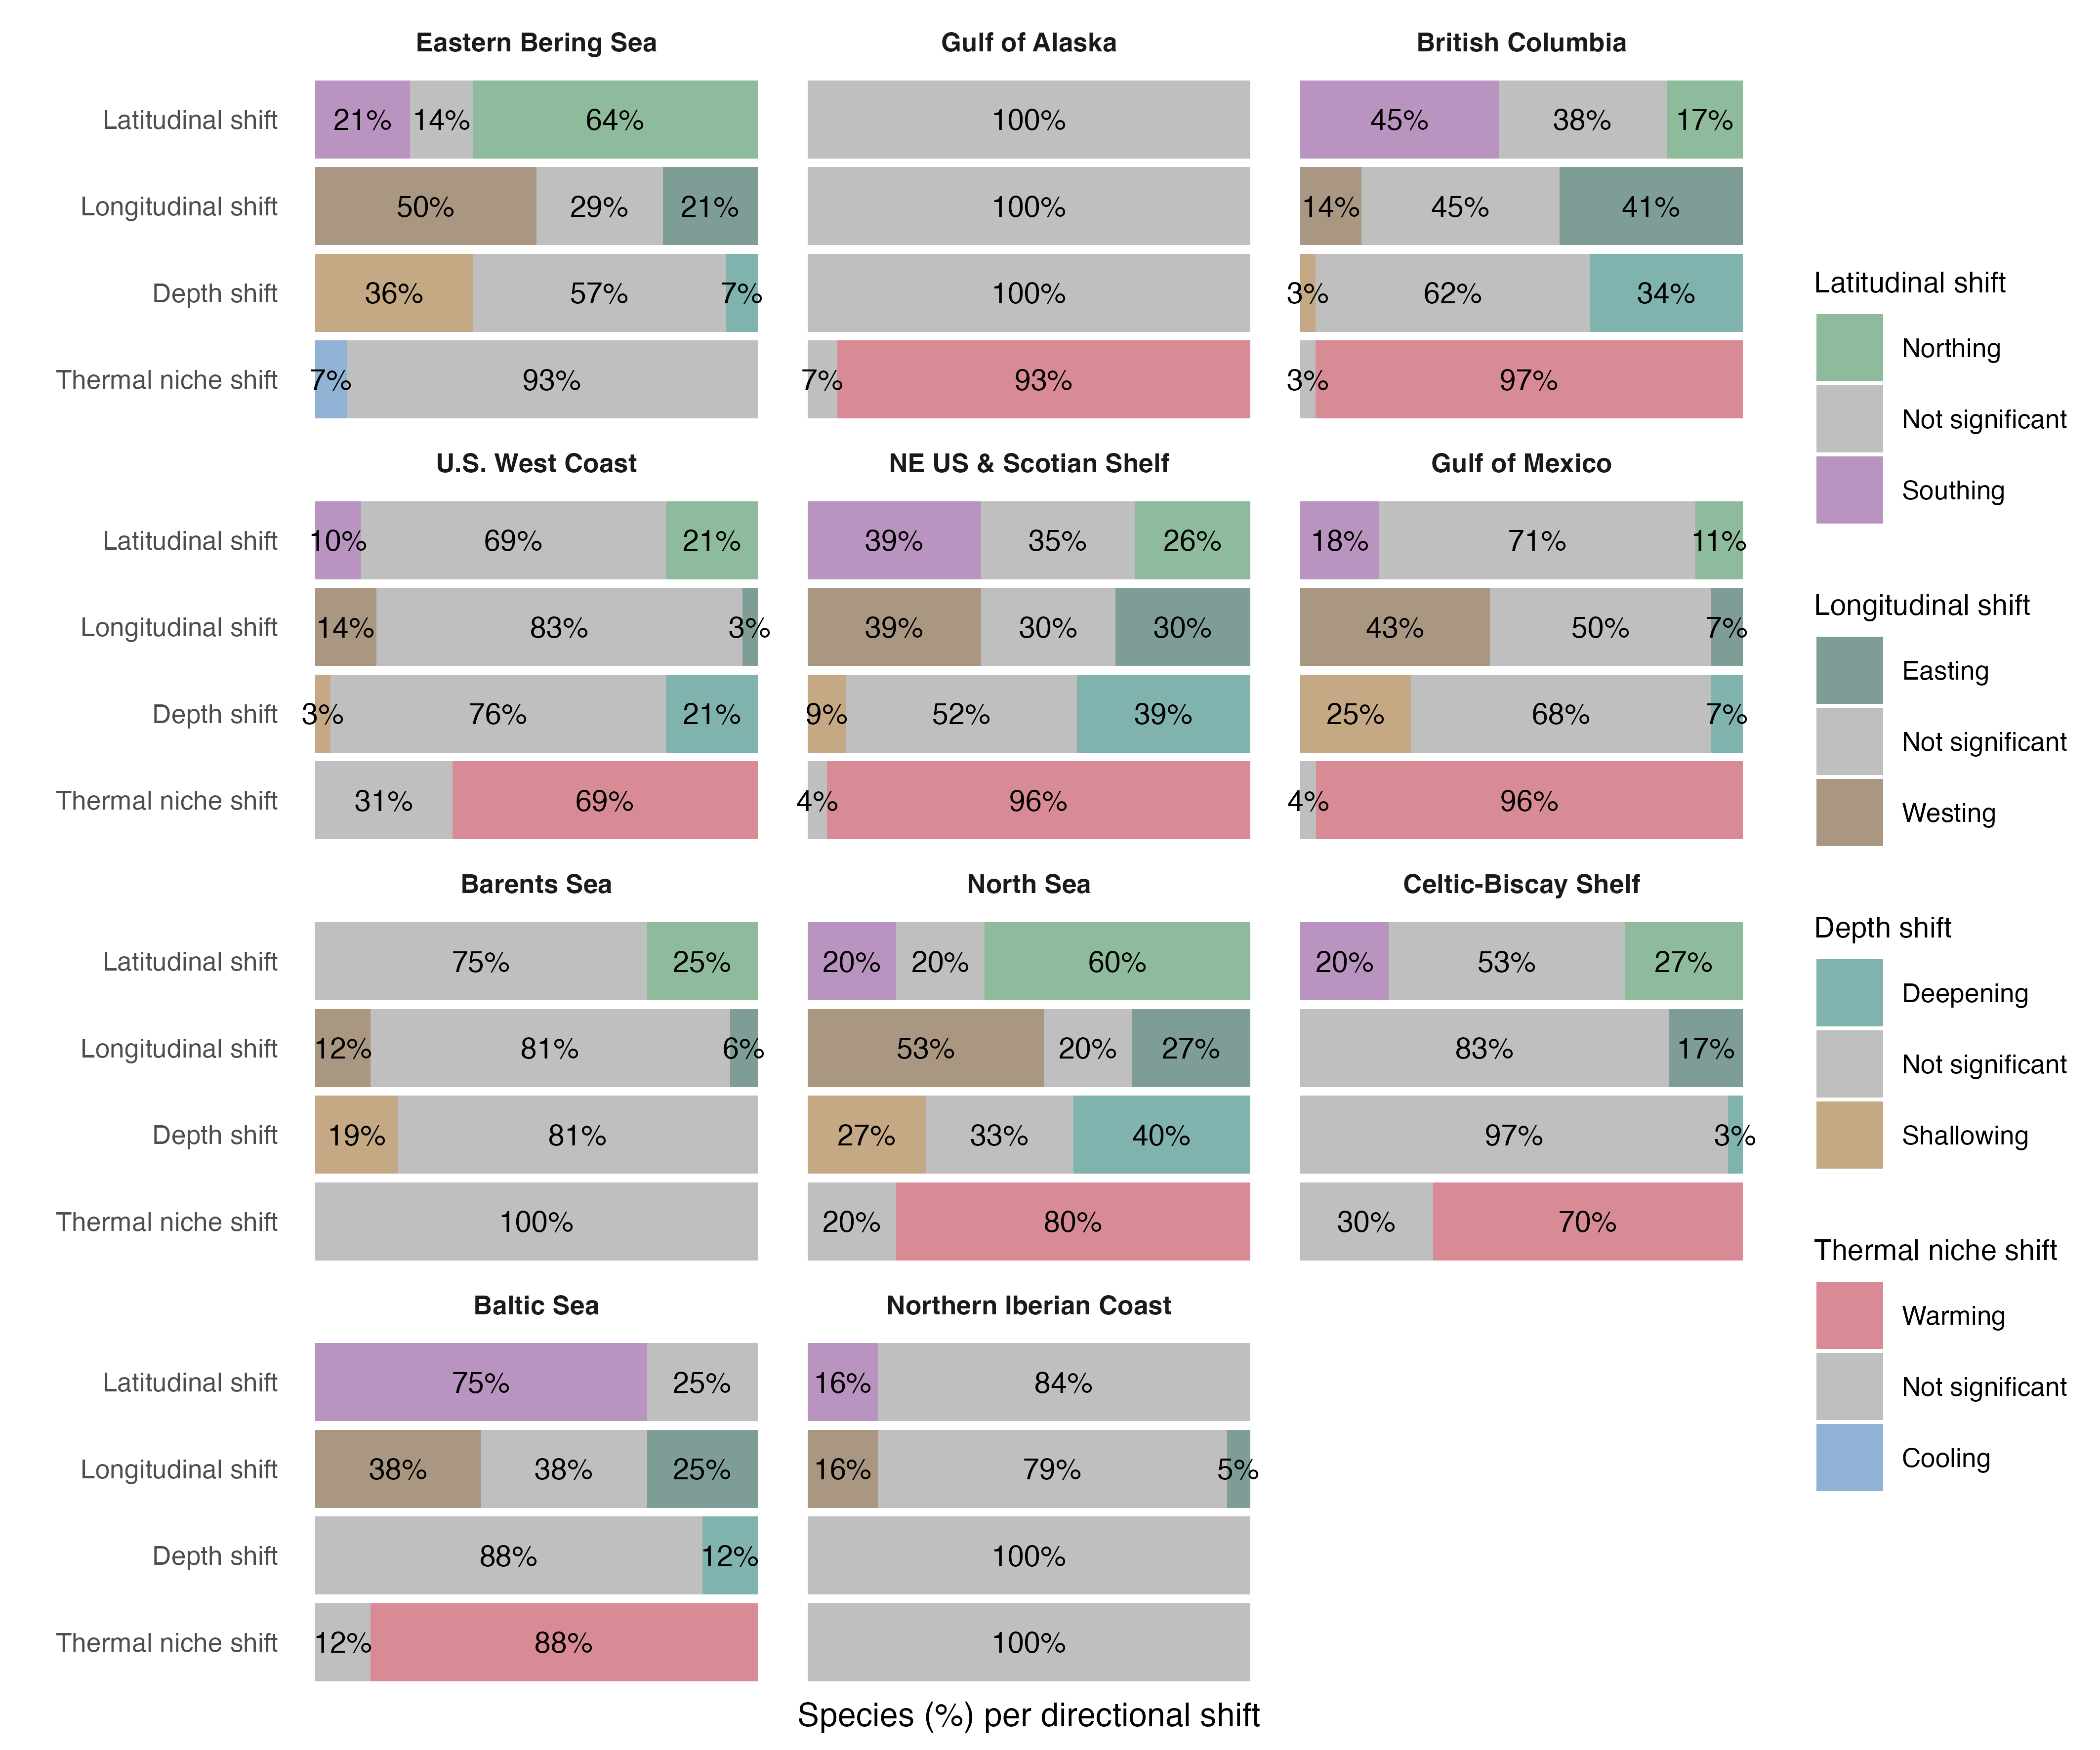 Eastern Bering Sea Gulf of Alaska British Columbia
Latitudinal shift 21% 14% 64% 100% 45% 38% 17%
Longitudinal shift 50% 29% 21% 100% 14% 45% 41%
Depth shift 36% 57% 7% 100% 3% 62% 34%
Thermal niche shift 7% 93% 7% 93% 3% 97%
U.S. West Coast NE US & Scotian Shelf Gulf of Mexico
Latitudinal shift 10% 69% 21% 39% 35% 26% 18% 71% 11%
Longitudinal shift 14% 83% 3% 39% 30% 30% 43% 50% 7%
Depth shift 3% 76% 21% 9% 52% 39% 25% 68% 7%
Thermal niche shift 31% 69% 4% 96% 4% 96%
Barents Sea North Sea Celtic-Biscay Shelf
Latitudinal shift 75% 25% 20% 20% 60% 20% 53% 27%
Longitudinal shift 12% 81% 6% 53% 20% 27% 83% 17%
Depth shift 19% 81% 27% 33% 40% 97% 3%
Thermal niche shift 100% 20% 80% 30% 70%
Baltic Sea Northern Iberian Coast
Latitudinal shift 75% 25% 16% 84%
Longitudinal shift 38% 38% 25% 16% 79% 5%
Depth shift 88% 12% 100%
Thermal niche shift 12% 88% 100%
Species (%) per directional shift
Latitudinal shift
Northing
Not significant
Southing
Longitudinal shift
Easting
Not significant
Westing
Depth shift
Deepening
Not significant
Shallowing
Thermal niche shift
Warming
Not significant
Cooling